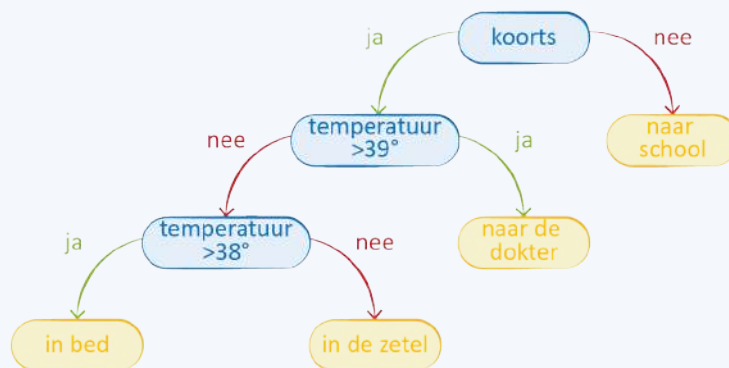 ja
koorts
nee
nee
temperatuur
>39°
ja
naar
school
ja
temperatuur
>38°
nee
naar de
dokter
in bed
in de zetel